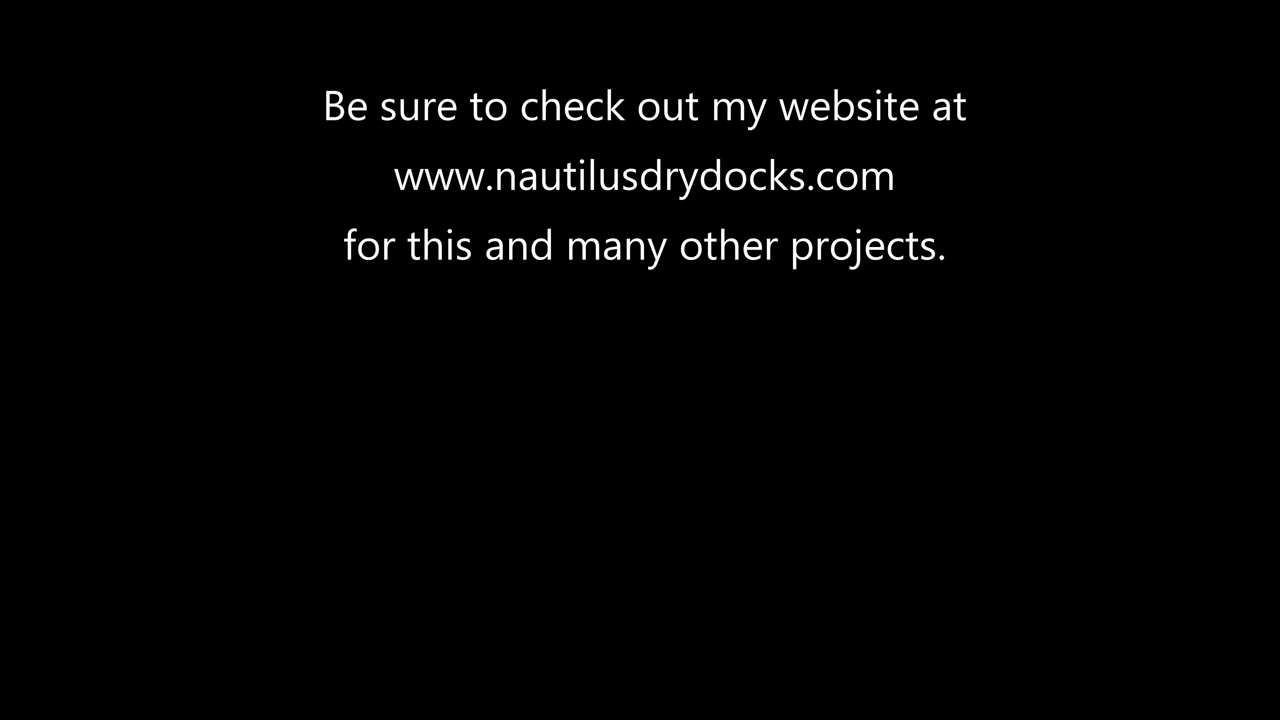 Be sure to check out my website at
www.nautilusdrydocks.com
for this and many other projects.